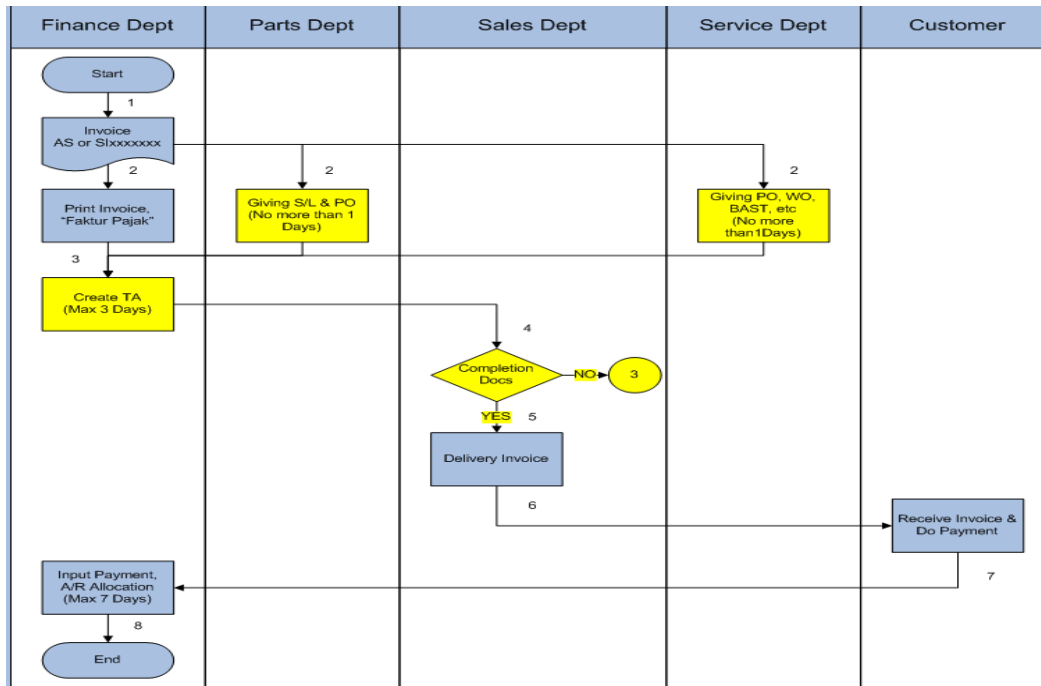 Finance Dept
Parts Dept
Sales Dept
Service Dept
Customer
Start
1
Invoice
AS or SIxxxxxxx
2
2
2
Print Invoice,
"Faktur Pajak"
Giving S/L & PO
(No more than 1
Days)
Giving PO, WO,
BAST, etc
(No more
than1Days)
3
Create TA
(Max 3 Days)
4
Completion
Docs
NO
3
YES
5
Delivery Invoice
6
Receive Invoice &
Do Payment
7
Input Payment,
A/R Allocation
(Max 7 Days)
8
End